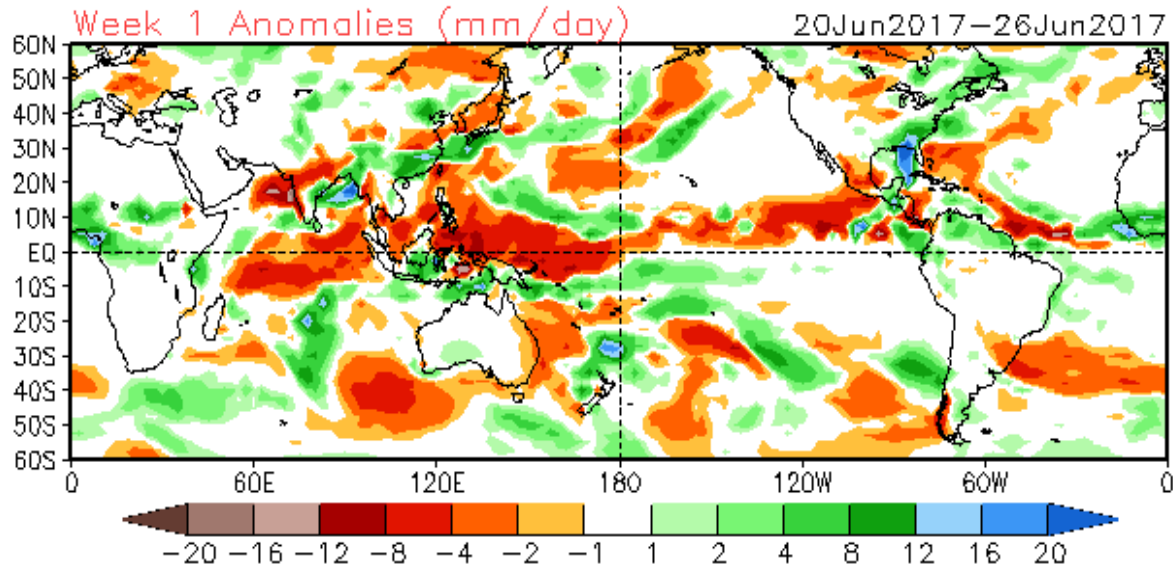 Week 1 Anomalies (mm/day) 20Jun2017−26Jun2017
60N
50N
40N
30N
20N
10N
EQ
10S
20S
30S
40S
50S
60S
0 60E 120E 180 120W 60W 0
−20 −16 −12 −8 −4 −2 −1 1 2 4 8 12 16 20